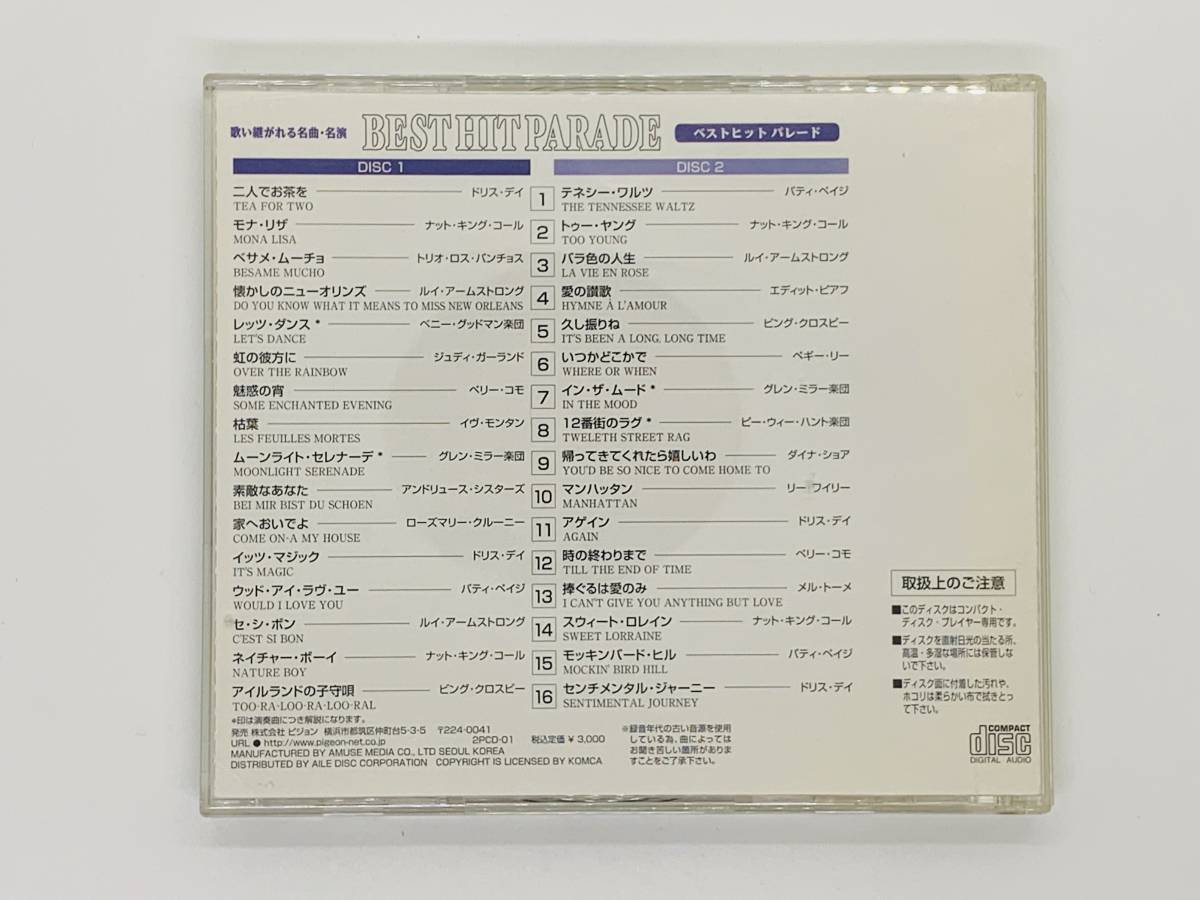 歌い継がれる名曲・名演 BEST HIT PARADE ベストヒット パレード
DISC 1
二人でお茶を ドリス・デイ
TEA FOR TWO
モナ・リザ ナット・キング・コール
MONA LISA
ベサメ・ムーチョ トリオ・ロス・パンチョス
BESAME MUCHO
懐かしのニューオリンズ ルイ・アームストロング
DO YOU KNOW WHAT IT MEANS TO MISS NEW ORLEANS
レッツ・ダンス * ベニー・グッドマン楽団
LET'S DANCE
虹の彼方に ジュディ・ガーランド
OVER THE RAINBOW
魅惑の宵 ペリー・コモ
SOME ENCHANTED EVENING
枯葉 イヴ・モンタン
LES FEUILLES MORTES
ムーンライト・セレナーデ * グレン・ミラー楽団
MOONLIGHT SERENADE
素敵なあなた アンドリュース・シスターズ
BEI MIR BIST DU SCHOEN
家へおいでよ ローズマリー・クルーニー
COME ON-A MY HOUSE
イッツ・マジック ドリス・デイ
IT'S MAGIC
ウッド・アイ・ラヴ・ユー パティ・ペイジ
WOULD I LOVE YOU
セ・シ・ボン ルイ・アームストロング
C'EST SI BON
ネイチャー・ボーイ ナット・キング・コール
NATURE BOY
アイルランドの子守唄 ビング・クロスビー
TOO-RA-LOO-RA-LOO-RAL
DISC 2
1 テネシー・ワルツ パティ・ペイジ
THE TENNESSEE WALTZ
2 トゥー・ヤング ナット・キング・コール
TOO YOUNG
3 バラ色の人生 ルイ・アームストロング
LA VIE EN ROSE
4 愛の讃歌 エディット・ピアフ
HYMNE À L'AMOUR
5 久し振りね ビング・クロスビー
IT'S BEEN A LONG, LONG TIME
6 いつかどこかで ペギー・リー
WHERE OR WHEN
7 イン・ザ・ムード * グレン・ミラー楽団
IN THE MOOD
8 12番街のラグ * ピー・ウィー・ハント楽団
TWELETH STREET RAG
9 帰ってきてくれたら嬉しいわ ダイナ・ショア
YOU'D BE SO NICE TO COME HOME TO
10 マンハッタン リー ワイリー
MANHATTAN
11 アゲイン ドリス・デイ
AGAIN
12 時の終わりまで ペリー・コモ
TILL THE END OF TIME
13 捧ぐるは愛のみ メル・トーメ
I CAN'T GIVE YOU ANYTHING BUT LOVE
14 スウィート・ロレイン ナット・キング・コール
SWEET LORRAINE
15 モッキンバード・ヒル パティ・ペイジ
MOCKIN' BIRD HILL
16 センチメンタル・ジャーニー ドリス・デイ
SENTIMENTAL JOURNEY
*印は演奏曲につき解説になります。
発売 株式会社 ピジョン 横浜市都筑区仲町台5-3-5 〒224-0041
URL ● http://www.pigeon-net.co.jp 2PCD-01 税込定価 ¥ 3,000
MANUFACTURED BY AMUSE MEDIA CO., LTD SEOUL KOREA
DISTRIBUTED BY AILE DISC CORPORATION COPYRIGHT IS LICENSED BY KOMCA
※録音年代の古い音源を使用
している為、曲によっては
お聞き苦しい箇所がありま
すことをご了承下さい。
取扱上のご注意
■このディスクはコンパクト・
ディスク・プレイヤー専用です。
■ディスクを直射日光の当たる所、
高温・多湿な場所には保管しな
いで下さい。
■ディスク面に付着した汚れや、
ホコリは柔らかい布で拭きとっ
て下さい。
COMPACT
disc
DIGITAL AUDIO